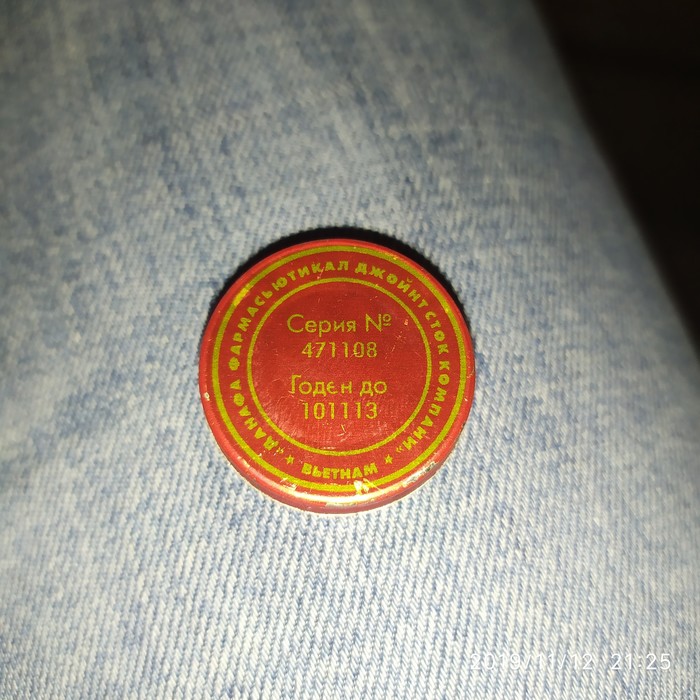 «ДАНАФА ФАРМАСЬЮТИКАЛ ДЖОЙНТ СТОК КОМПАНИ»
★ ВЬЕТНАМ ★
Серия №
471108
Годен до
101113
2019/11/12 21:25